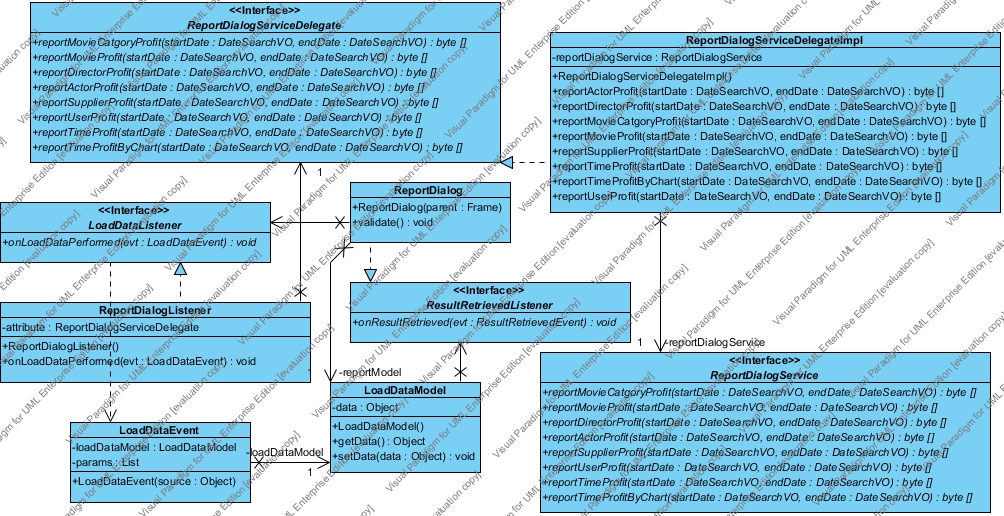 <<Interface>>
ReportDialogServiceDelegate
+reportMovieCatgoryProfit(startDate : DateSearchVO, endDate : DateSearchVO) : byte []
+reportMovieProfit(startDate : DateSearchVO, endDate : DateSearchVO) : byte []
+reportDirectorProfit(startDate : DateSearchVO, endDate : DateSearchVO) : byte []
+reportActorProfit(startDate : DateSearchVO, endDate : DateSearchVO) : byte []
+reportSupplierProfit(startDate : DateSearchVO, endDate : DateSearchVO) : byte []
+reportUserProfit(startDate : DateSearchVO, endDate : DateSearchVO) : byte []
+reportTimeProfit(startDate : DateSearchVO, endDate : DateSearchVO) : byte []
+reportTimeProfitByChart(startDate : DateSearchVO, endDate : DateSearchVO) : byte []
ReportDialogServiceDelegateImpl
-reportDialogService : ReportDialogService
+ReportDialogServiceDelegateImpl()
+reportActorProfit(startDate : DateSearchVO, endDate : DateSearchVO) : byte []
+reportDirectorProfit(startDate : DateSearchVO, endDate : DateSearchVO) : byte []
+reportMovieCatgoryProfit(startDate : DateSearchVO, endDate : DateSearchVO) : byte []
+reportMovieProfit(startDate : DateSearchVO, endDate : DateSearchVO) : byte []
+reportSupplierProfit(startDate : DateSearchVO, endDate : DateSearchVO) : byte []
+reportTimeProfit(startDate : DateSearchVO, endDate : DateSearchVO) : byte []
+reportTimeProfitByChart(startDate : DateSearchVO, endDate : DateSearchVO) : byte []
+reportUserProfit(startDate : DateSearchVO, endDate : DateSearchVO) : byte []
1
ReportDialog
+ReportDialog(parent : Frame)
+validate() : void
<<Interface>>
LoadDataListener
+onLoadDataPerfomed(evt : LoadDataEvent) : void
<<Interface>>
ResultRetrievedListener
+onResultRetrieved(evt : ResultRetrievedEvent) : void
ReportDialogListener
-attribute : ReportDialogServiceDelegate
+ReportDialogListener()
+onLoadDataPerfomed(evt : LoadDataEvent) : void
1
-reportDialogService
-reportModel
1
LoadDataModel
-data : Object
+LoadDataModel()
+getData() : Object
+setData(data : Object) : void
<<Interface>>
ReportDialogService
+reportMovieCatgoryProfit(startDate : DateSearchVO, endDate : DateSearchVO) : byte []
+reportMovieProfit(startDate : DateSearchVO, endDate : DateSearchVO) : byte []
+reportDirectorProfit(startDate : DateSearchVO, endDate : DateSearchVO) : byte []
+reportActorProfit(startDate : DateSearchVO, endDate : DateSearchVO) : byte []
+reportSupplierProfit(startDate : DateSearchVO, endDate : DateSearchVO) : byte []
+reportUserProfit(startDate : DateSearchVO, endDate : DateSearchVO) : byte []
+reportTimeProfit(startDate : DateSearchVO, endDate : DateSearchVO) : byte []
+reportTimeProfitByChart(startDate : DateSearchVO, endDate : DateSearchVO) : byte []
LoadDataEvent
-loadDataModel : LoadDataModel
-params : List
+LoadDataEvent(source : Object)
-loadDataModel
1
Visual Paradigm for UML Enterprise Edition [evaluation copy]